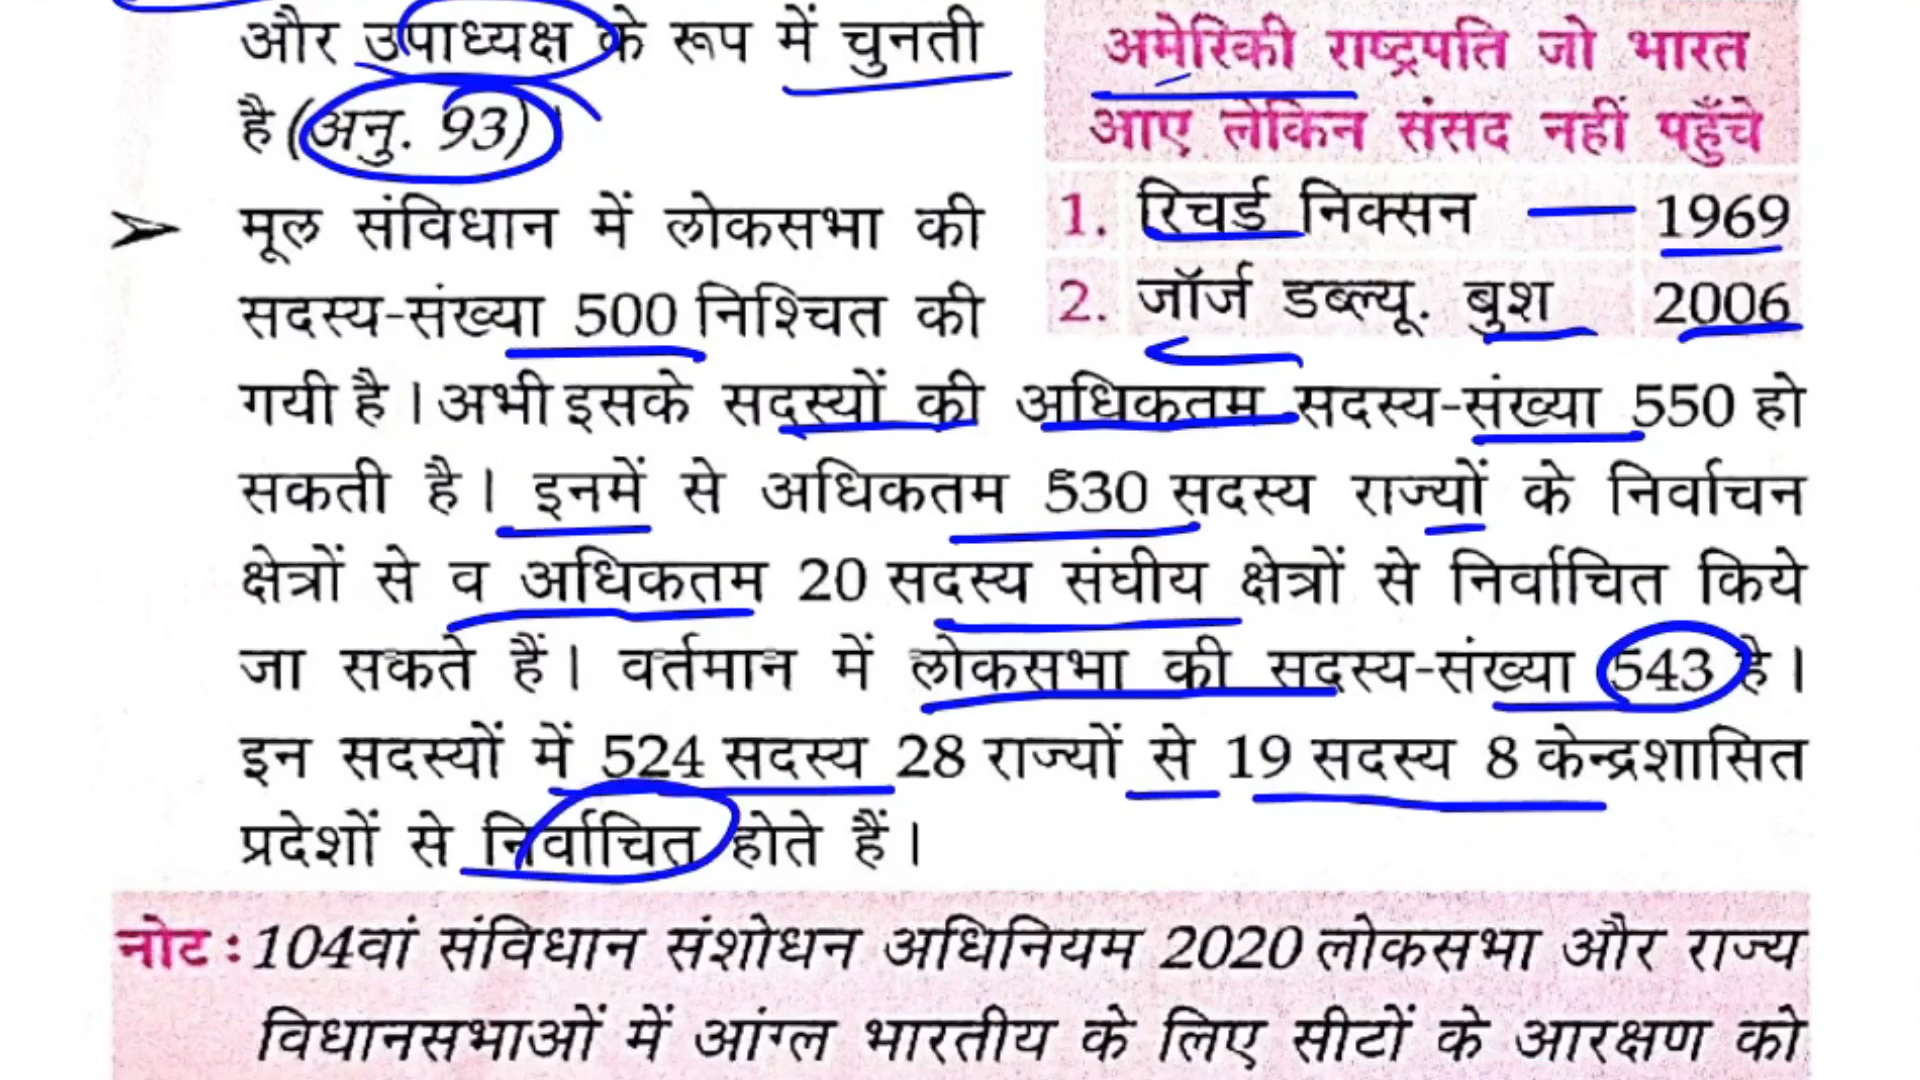 और उपाध्यक्ष के रूप में चुनती
है (अनु. 93)
➢ मूल संविधान में लोकसभा की
सदस्य-संख्या 500 निश्चित की
अमेरिकी राष्ट्रपति जो भारत
आए लेकिन संसद नहीं पहुँचे
1. रिचर्ड निक्सन 1969
2. जॉर्ज डब्ल्यू. बुश 2006
गयी है। अभी इसके सदस्यों की अधिकतम सदस्य-संख्या 550 हो
सकती है। इनमें से अधिकतम 530 सदस्य राज्यों के निर्वाचन
क्षेत्रों से व अधिकतम 20 सदस्य संघीय क्षेत्रों से निर्वाचित किये
जा सकते हैं। वर्तमान में लोकसभा की सदस्य-संख्या 543 है।
इन सदस्यों में 524 सदस्य 28 राज्यों से 19 सदस्य 8 केन्द्रशासित
प्रदेशों से निर्वाचित होते हैं।
नोट : 104वां संविधान संशोधन अधिनियम 2020 लोकसभा और राज्य
विधानसभाओं में आंग्ल भारतीय के लिए सीटों के आरक्षण को